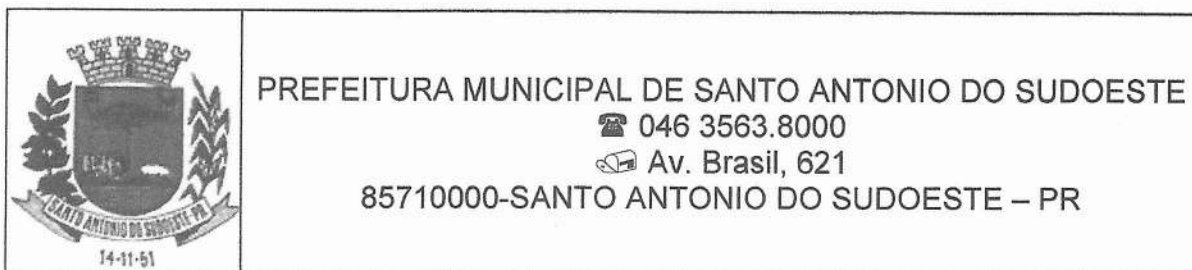 PREFEITURA MUNICIPAL DE SANTO ANTONIO DO SUDOESTE
☎ 046 3563.8000
Av. Brasil, 621
85710000-SANTO ANTONIO DO SUDOESTE – PR
SANTO ANTONIO DO SUDOESTE-PR
14-11-51